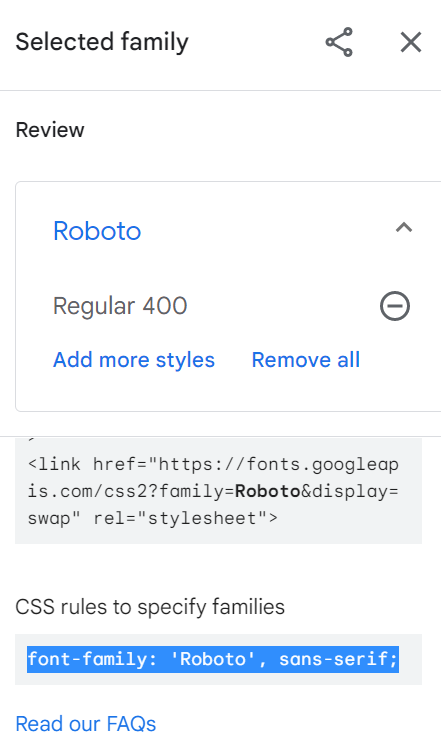 Selected family
Review
Roboto
Regular 400
Add more styles Remove all
<link href="https://fonts.googleap
is.com/css2?family=Roboto&display=
swap" rel="stylesheet">
CSS rules to specify families
font-family: 'Roboto', sans-serif;
Read our FAQs